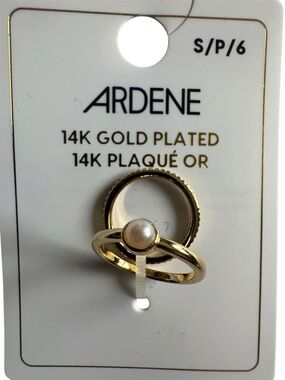 S/P/6
ARDENE
14K GOLD PLATED
14K PLAQUÉ OR